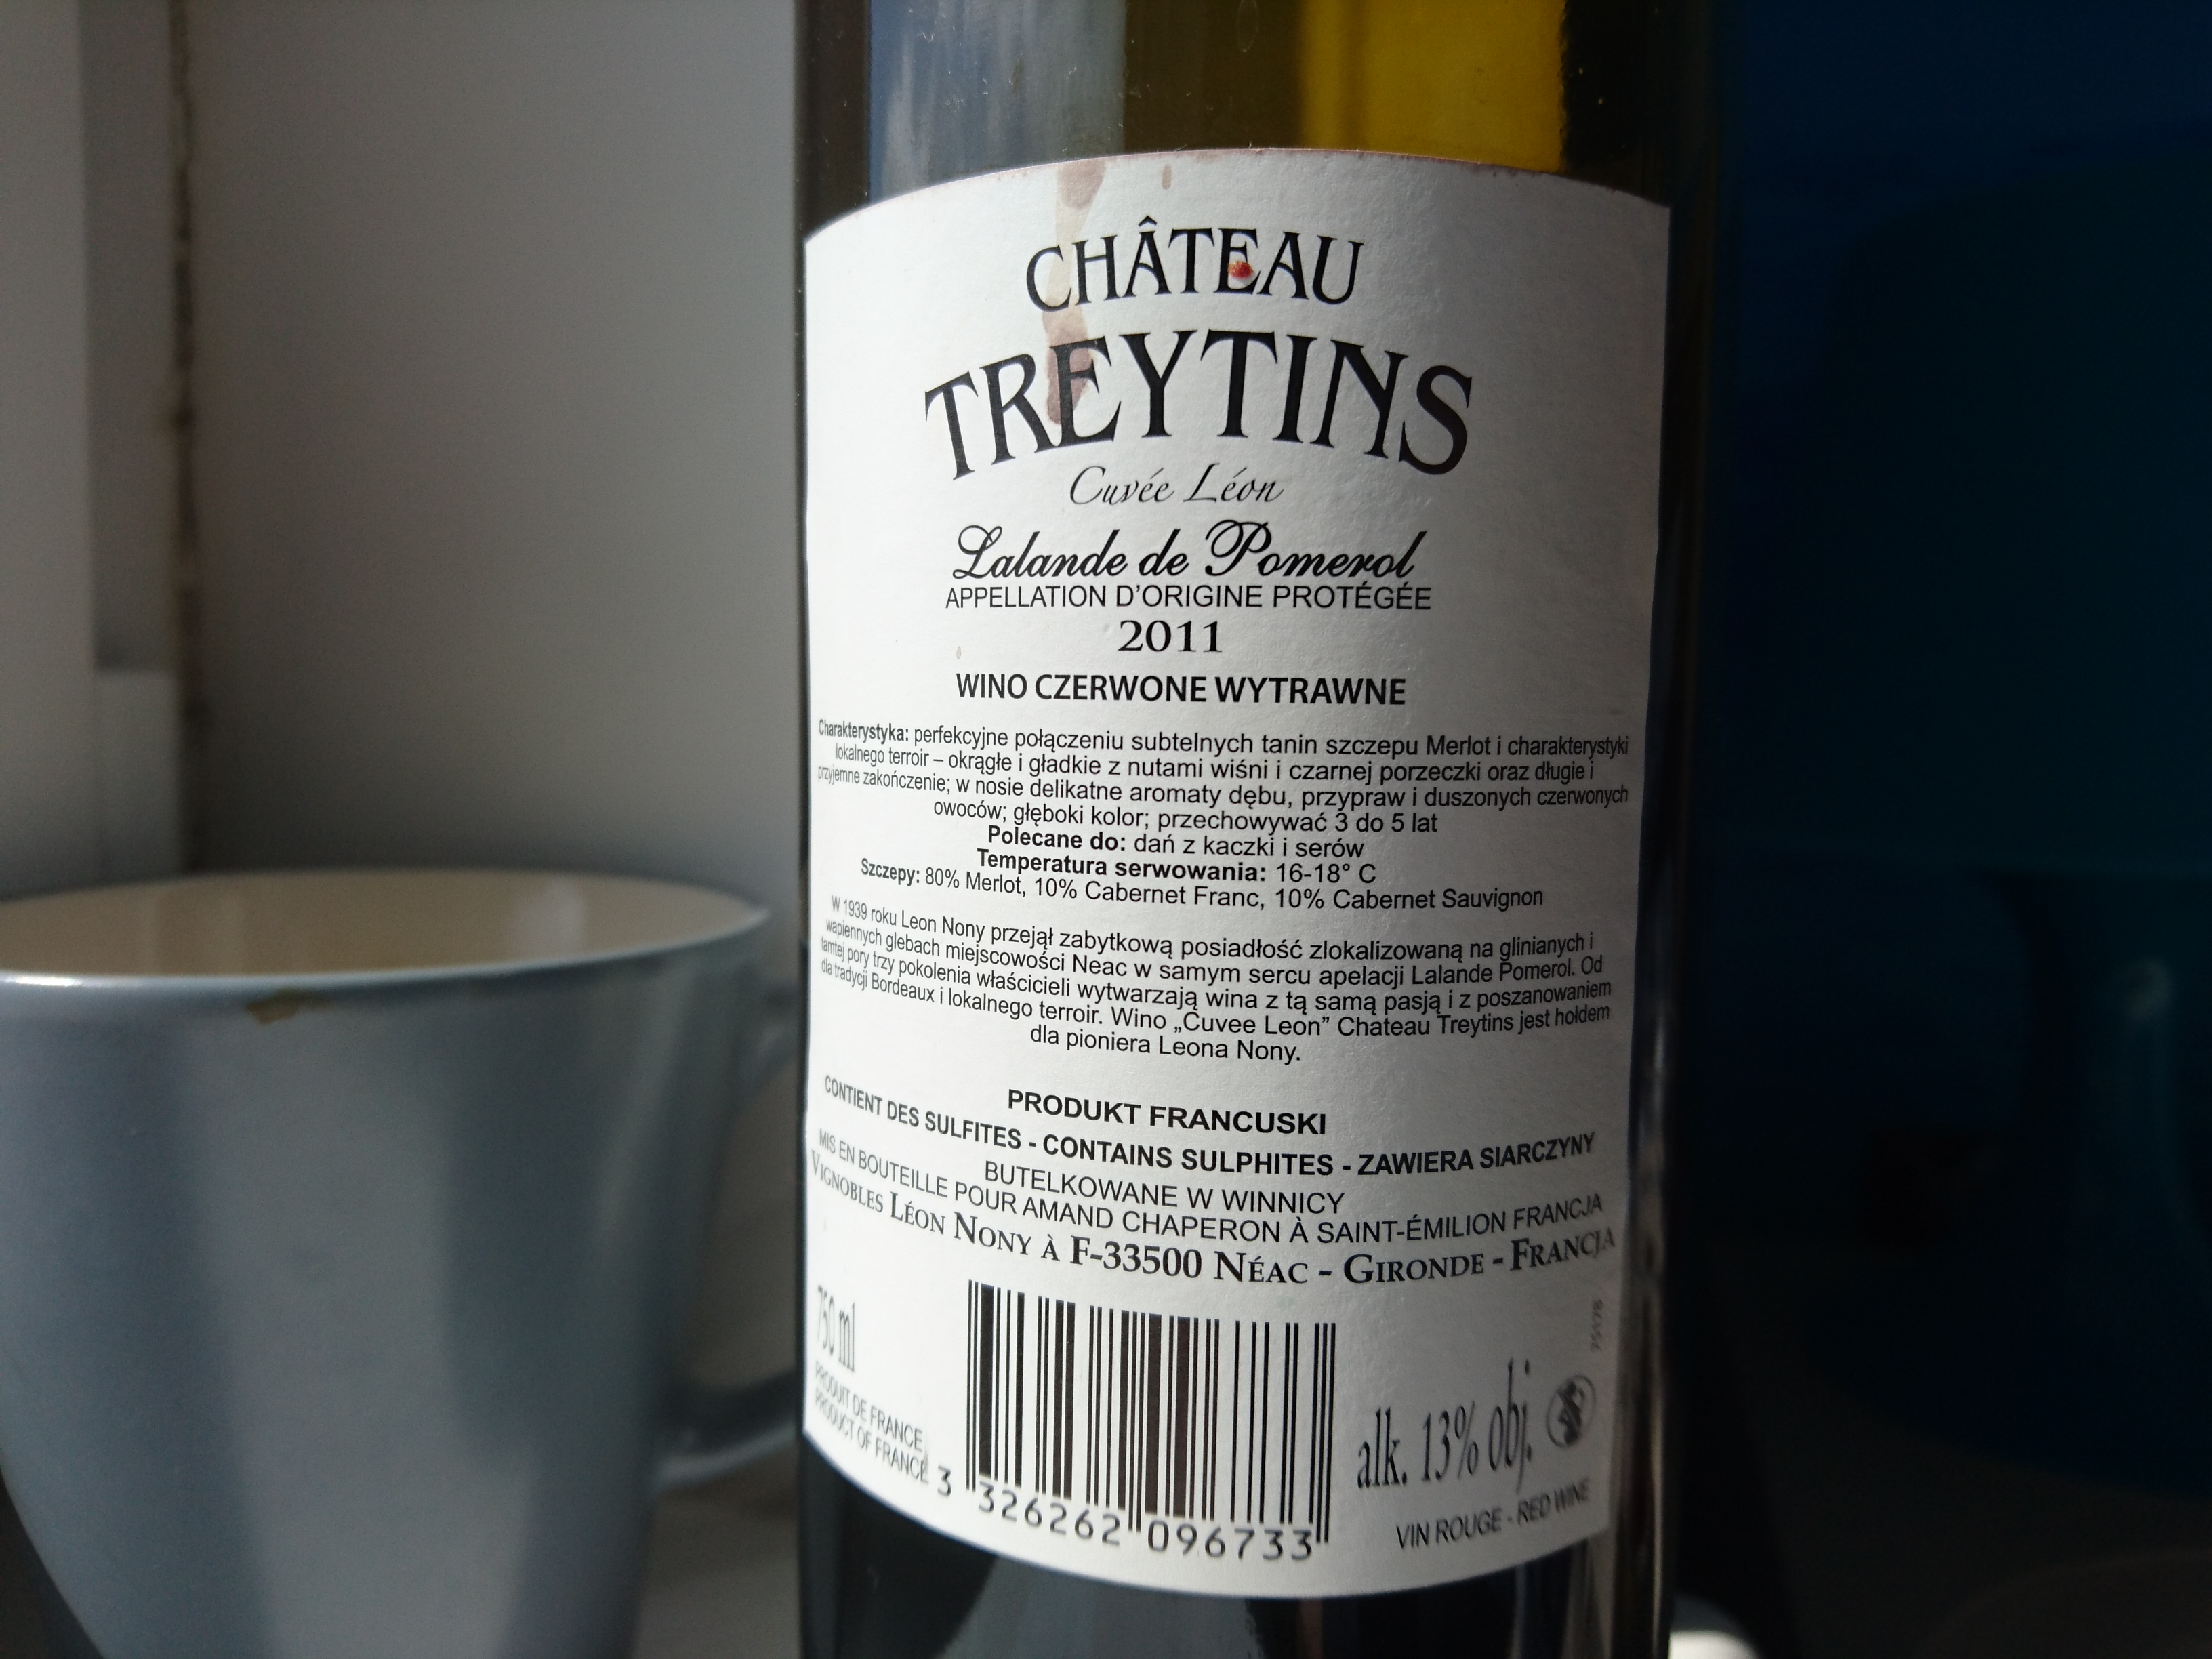 CHÂTEAU
TREYTINS
Cuvée Léon
Lalande de Pomerol
APPELLATION D'ORIGINE PROTÉGÉE
2011
WINO CZERWONE WYTRAWNE
Charakterystyka: perfekcyjne połączeniu subtelnych tanin szczepu Merlot i charakterystyki
lokalnego terroir – okrągłe i gładkie z nutami wiśni i czarnej porzeczki oraz długie i
przyjemne zakończenie; w nosie delikatne aromaty dębu, przypraw i duszonych czerwonych
owoców; głęboki kolor; przechowywać 3 do 5 lat
Polecane do: dań z kaczki i serów
Temperatura serwowania: 16-18° C
Szczepy: 80% Merlot, 10% Cabernet Franc, 10% Cabernet Sauvignon
W 1939 roku Leon Nony przejął zabytkową posiadłość zlokalizowaną na glinianych i
wapiennych glebach miejscowości Neac w samym sercu apelacji Lalande Pomerol. Od
tamtej pory trzy pokolenia właścicieli wytwarzają wina z tą samą pasją i z poszanowaniem
dla tradycji Bordeaux i lokalnego terroir. Wino „Cuvee Leon” Chateau Treytins jest hołdem
dla pioniera Leona Nony.
PRODUKT FRANCUSKI
CONTIENT DES SULFITES - CONTAINS SULPHITES - ZAWIERA SIARCZYNY
BUTELKOWANE W WINNICY
MIS EN BOUTEILLE POUR AMAND CHAPERON À SAINT-ÉMILION FRANCJA
VIGNOBLES LÉON NONY À F-33500 NÉAC - GIRONDE - FRANCJA
750 ml
PRODUIT DE FRANCE
PRODUCT OF FRANCE
3 326262 096733
alk. 13% obj.
VIN ROUGE - RED WINE